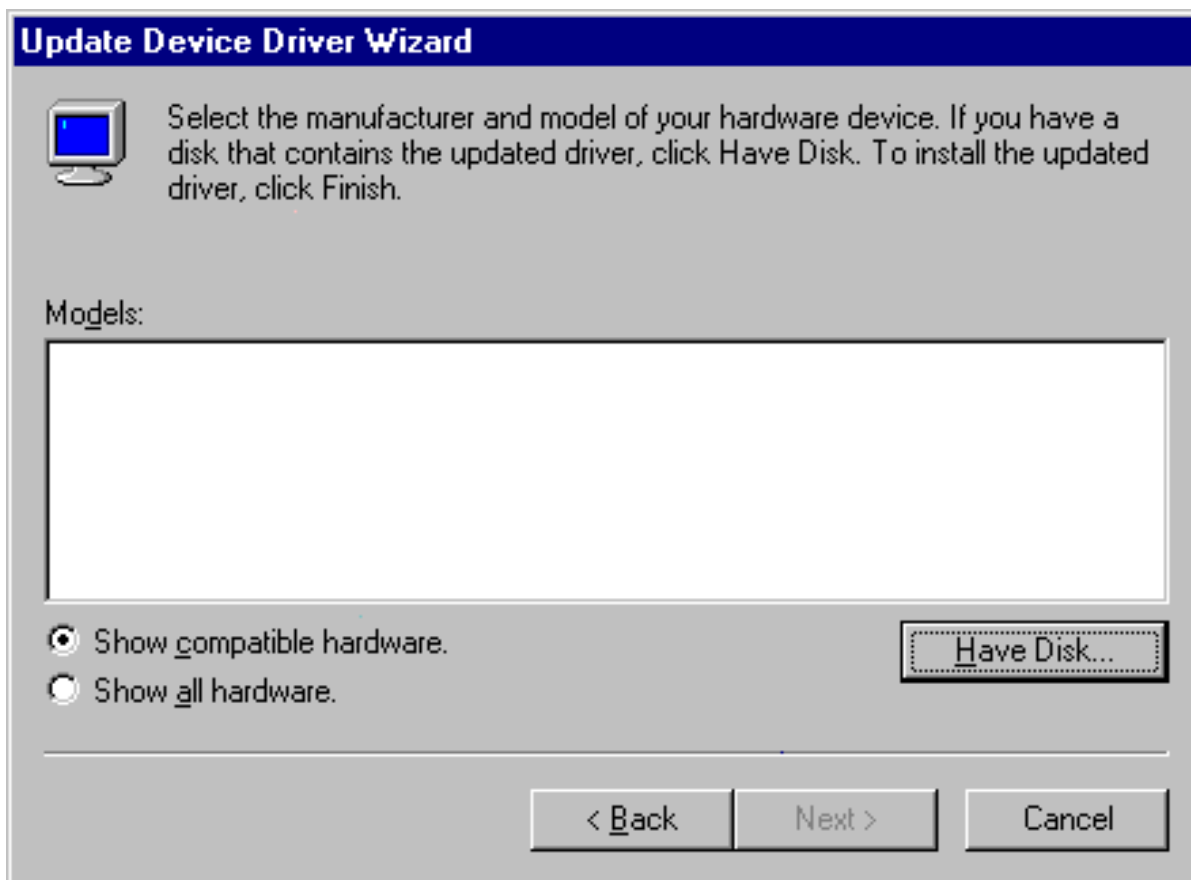 Update Device Driver Wizard
Select the manufacturer and model of your hardware device. If you have a
disk that contains the updated driver, click Have Disk. To install the updated
driver, click Finish.
Models:
Show compatible hardware.
Have Disk...
Show all hardware.
< Back
Next >
Cancel